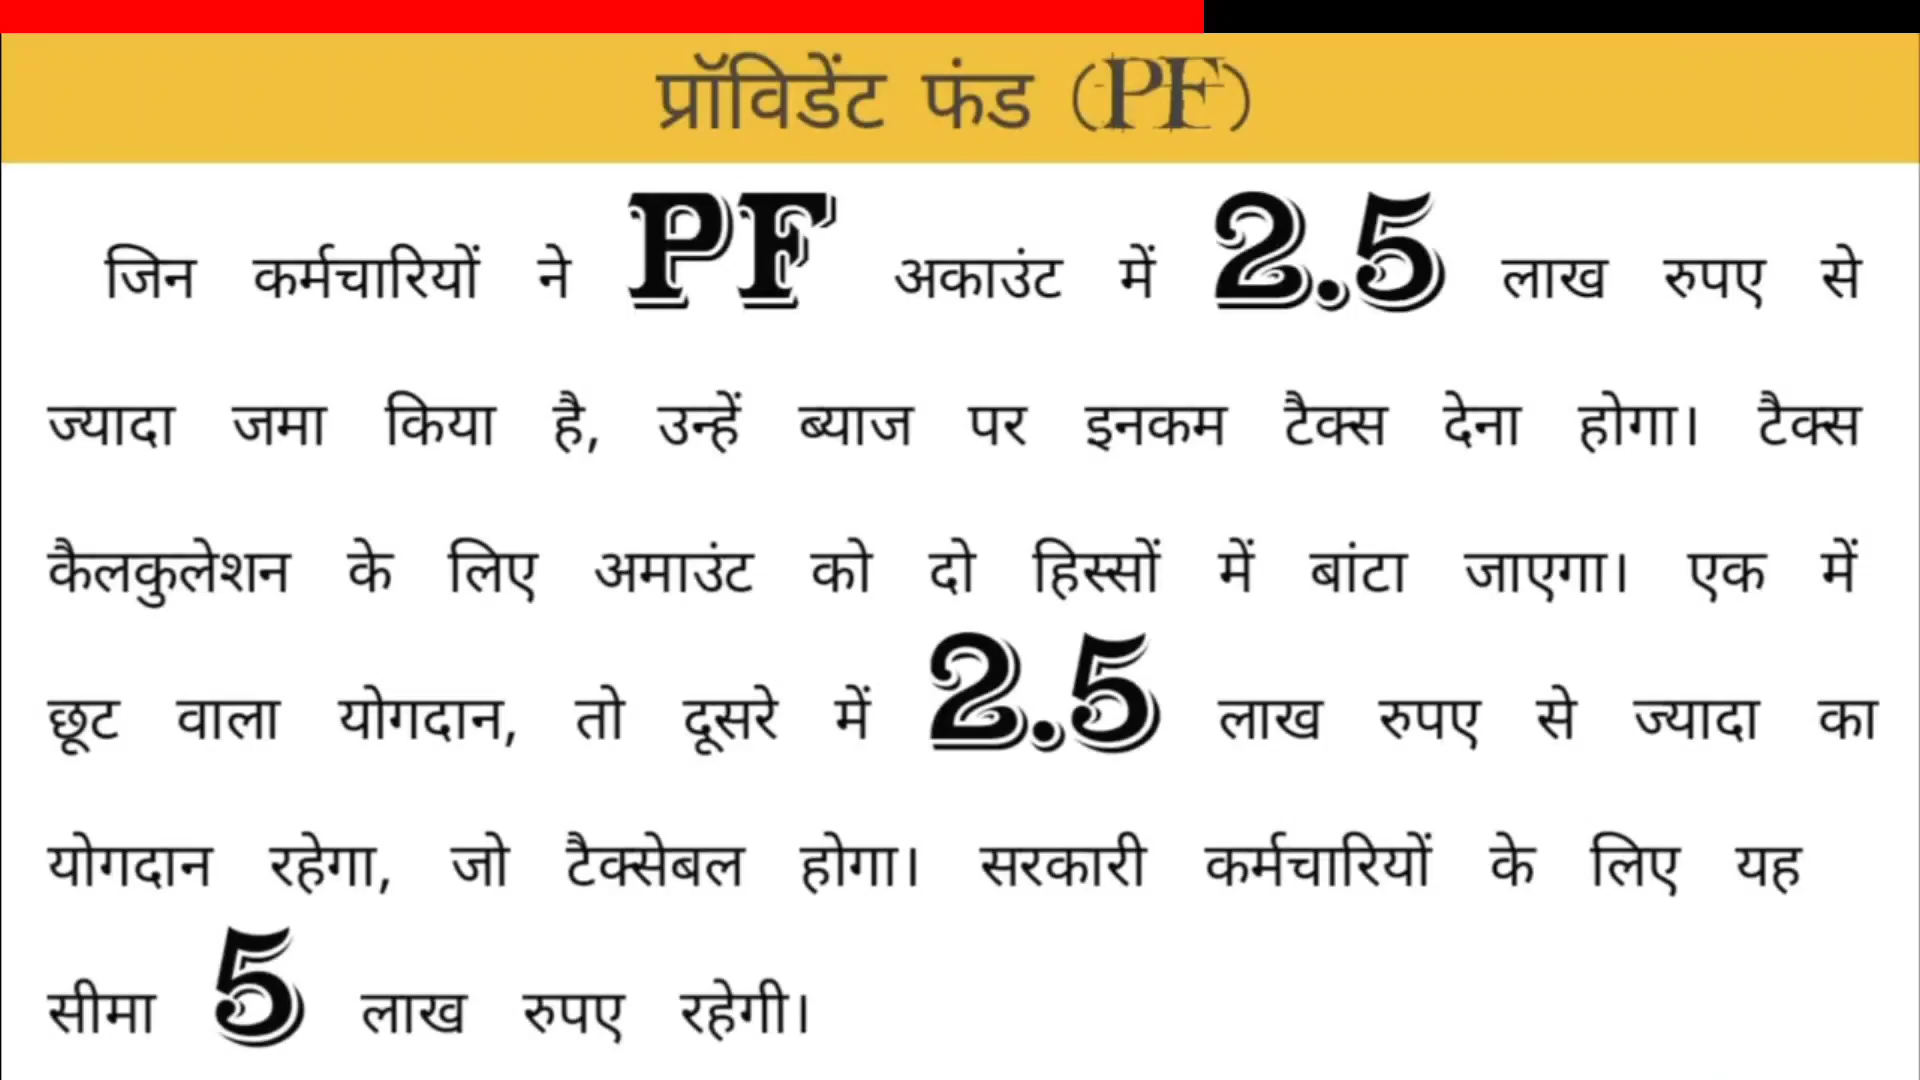 प्रॉविडेंट फंड (PF)
जिन कर्मचारियों ने PF अकाउंट में 2.5 लाख रुपए से
ज्यादा जमा किया है, उन्हें ब्याज पर इनकम टैक्स देना होगा। टैक्स
कैलकुलेशन के लिए अमाउंट को दो हिस्सों में बांटा जाएगा। एक में
छूट वाला योगदान, तो दूसरे में 2.5 लाख रुपए से ज्यादा का
योगदान रहेगा, जो टैक्सेबल होगा। सरकारी कर्मचारियों के लिए यह
सीमा 5 लाख रुपए रहेगी।